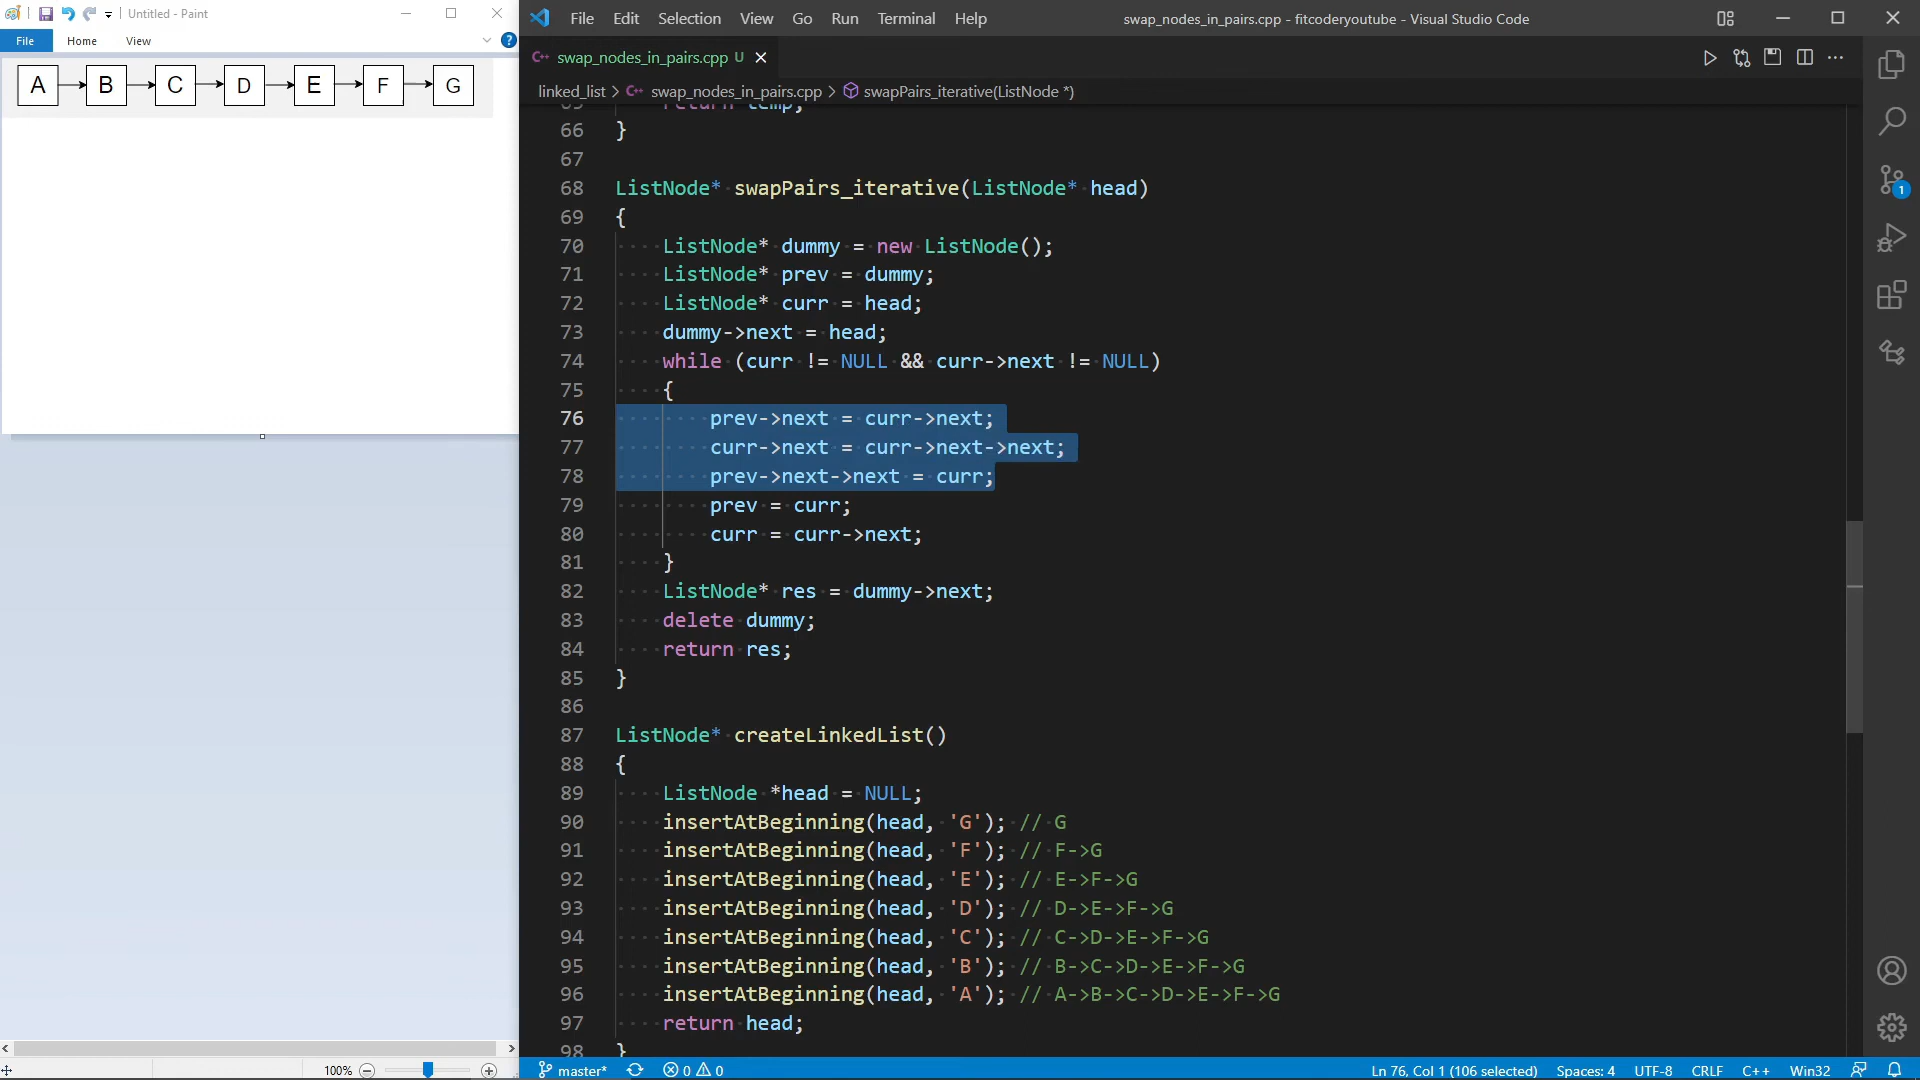 Untitled - Paint
File Home View
A B C D E F G
100%
File Edit Selection View Go Run Terminal Help
swap_nodes_in_pairs.cpp - fitcoderyoutube - Visual Studio Code
swap_nodes_in_pairs.cpp U
linked_list > swap_nodes_in_pairs.cpp > swapPairs_iterative(ListNode *)
65 return temp;
66 }
67
68 ListNode* swapPairs_iterative(ListNode* head)
69 {
70 ListNode* dummy = new ListNode();
71 ListNode* prev = dummy;
72 ListNode* curr = head;
73 dummy->next = head;
74 while (curr != NULL && curr->next != NULL)
75 {
76 prev->next = curr->next;
77 curr->next = curr->next->next;
78 prev->next->next = curr;
79 prev = curr;
80 curr = curr->next;
81 }
82 ListNode* res = dummy->next;
83 delete dummy;
84 return res;
85 }
86
87 ListNode* createLinkedList()
88 {
89 ListNode *head = NULL;
90 insertAtBeginning(head, 'G'); // G
91 insertAtBeginning(head, 'F'); // F->G
92 insertAtBeginning(head, 'E'); // E->F->G
93 insertAtBeginning(head, 'D'); // D->E->F->G
94 insertAtBeginning(head, 'C'); // C->D->E->F->G
95 insertAtBeginning(head, 'B'); // B->C->D->E->F->G
96 insertAtBeginning(head, 'A'); // A->B->C->D->E->F->G
97 return head;
98 }
1
master* 0 0 Ln 76, Col 1 (106 selected) Spaces: 4 UTF-8 CRLF C++ Win32